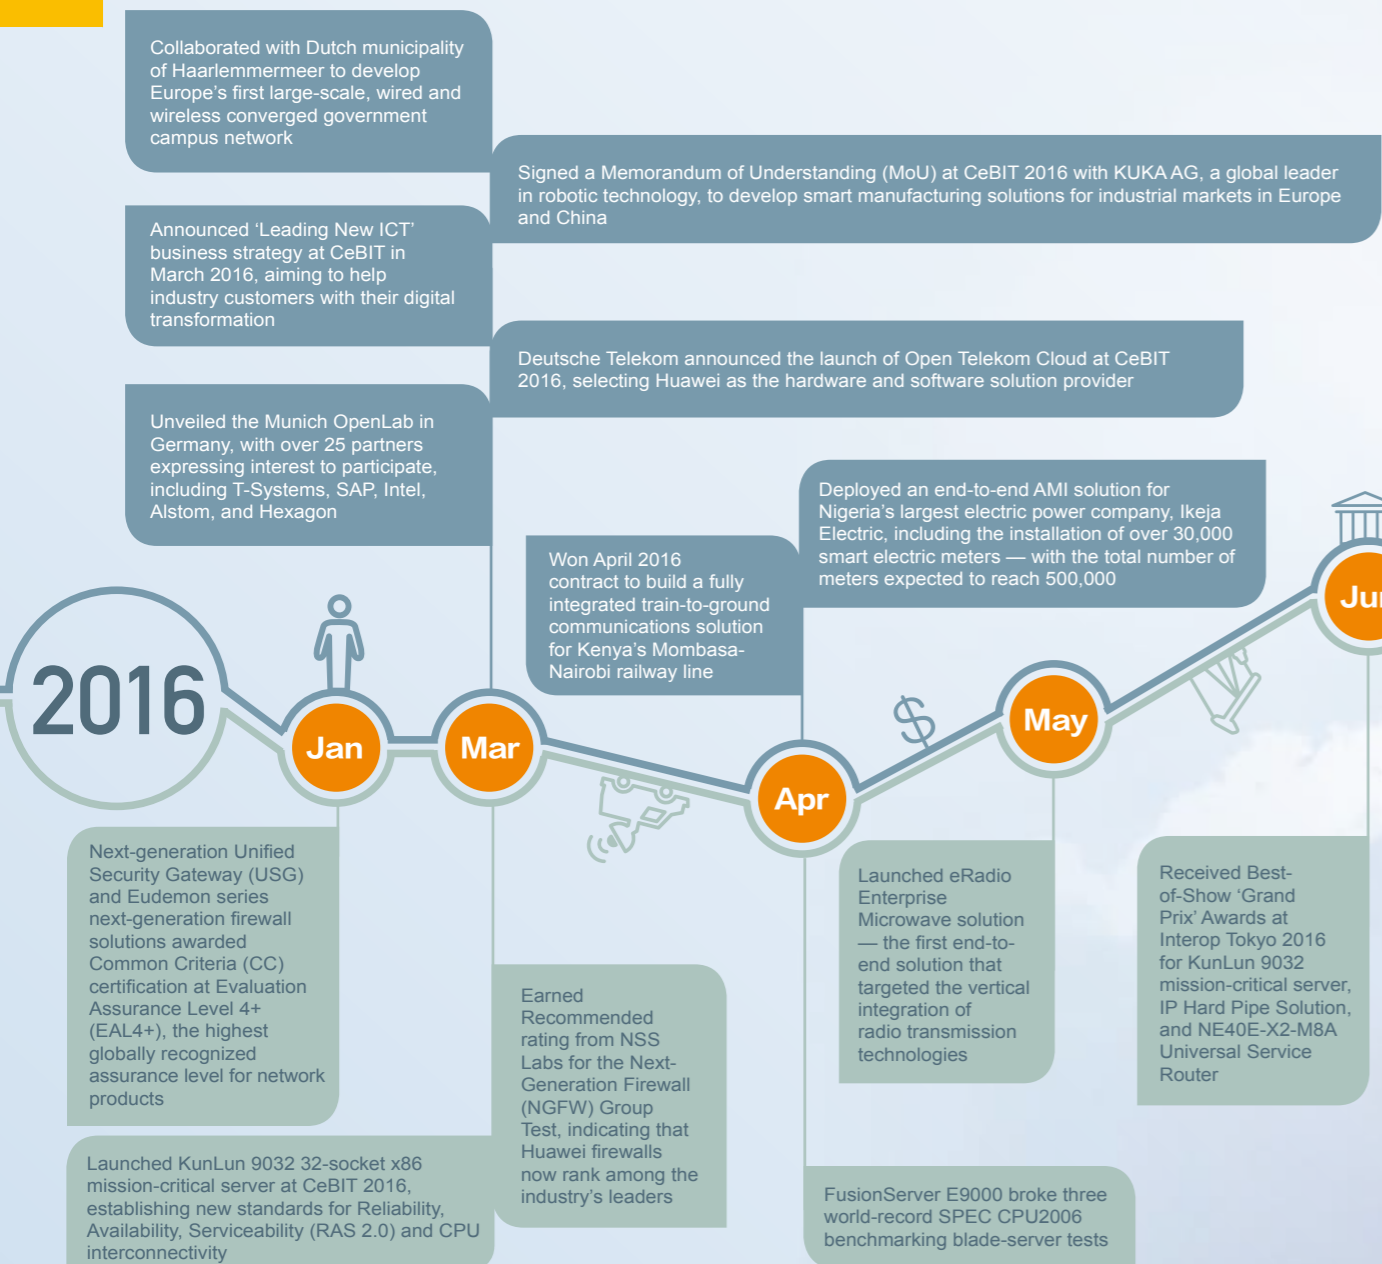 Collaborated with Dutch municipality
of Haarlemmermeer to develop
Europe's first large-scale, wired and
wireless converged government
campus network
Signed a Memorandum of Understanding (MoU) at CeBIT 2016 with KUKA AG, a global leader
in robotic technology, to develop smart manufacturing solutions for industrial markets in Europe
and China
Announced ‘Leading New ICT’
business strategy at CeBIT in
March 2016, aiming to help
industry customers with their digital
transformation
Deutsche Telekom announced the launch of Open Telekom Cloud at CeBIT
2016, selecting Huawei as the hardware and software solution provider
Unveiled the Munich OpenLab in
Germany, with over 25 partners
expressing interest to participate,
including T-Systems, SAP, Intel,
Alstom, and Hexagon
Deployed an end-to-end AMI solution for
Nigeria's largest electric power company, Ikeja
Electric, including the installation of over 30,000
smart electric meters — with the total number of
meters expected to reach 500,000
Won April 2016
contract to build a fully
integrated train-to-ground
communications solution
for Kenya's Mombasa-
Nairobi railway line
2016
Jan
Mar
Apr
May
Next-generation Unified
Security Gateway (USG)
and Eudemon series
next-generation firewall
solutions awarded
Common Criteria (CC)
certification at Evaluation
Assurance Level 4+
(EAL4+), the highest
globally recognized
assurance level for network
products
Launched KunLun 9032 32-socket x86
mission-critical server at CeBIT 2016,
establishing new standards for Reliability,
Availability, Serviceability (RAS 2.0) and CPU
interconnectivity
Earned
Recommended
rating from NSS
Labs for the Next-
Generation Firewall
(NGFW) Group
Test, indicating that
Huawei firewalls
now rank among the
industry's leaders
FusionServer E9000 broke three
world-record SPEC CPU2006
benchmarking blade-server tests
Launched eRadio
Enterprise
Microwave solution
— the first end-to-
end solution that
targeted the vertical
integration of
radio transmission
technologies
Received Best-
of-Show ‘Grand
Prix’ Awards at
Interop Tokyo 2016
for KunLun 9032
mission-critical server,
IP Hard Pipe Solution,
and NE40E-X2-M8A
Universal Service
Router